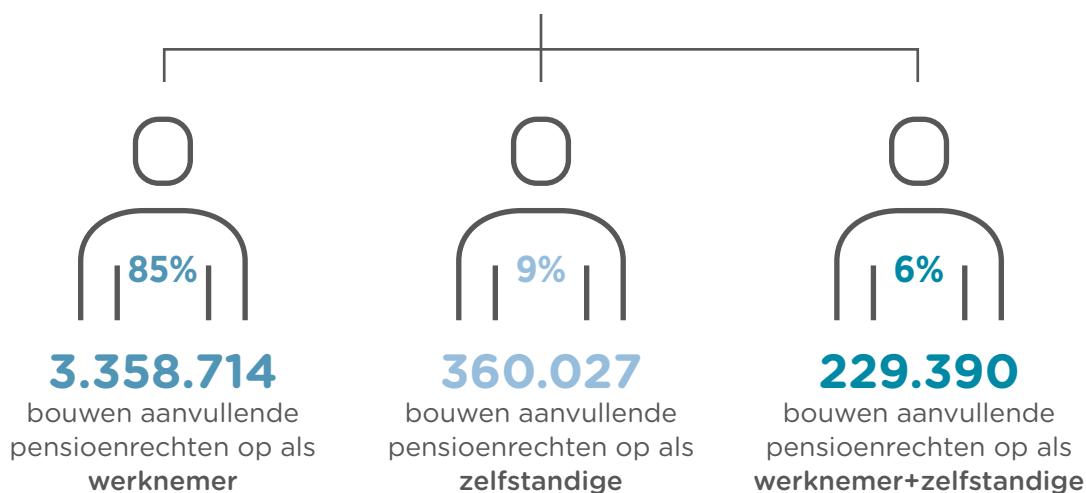 85%
3.358.714
bouwen aanvullende
pensioenrechten op als
werknemer
9%
360.027
bouwen aanvullende
pensioenrechten op als
zelfstandige
6%
229.390
bouwen aanvullende
pensioenrechten op als
werknemer+zelfstandige